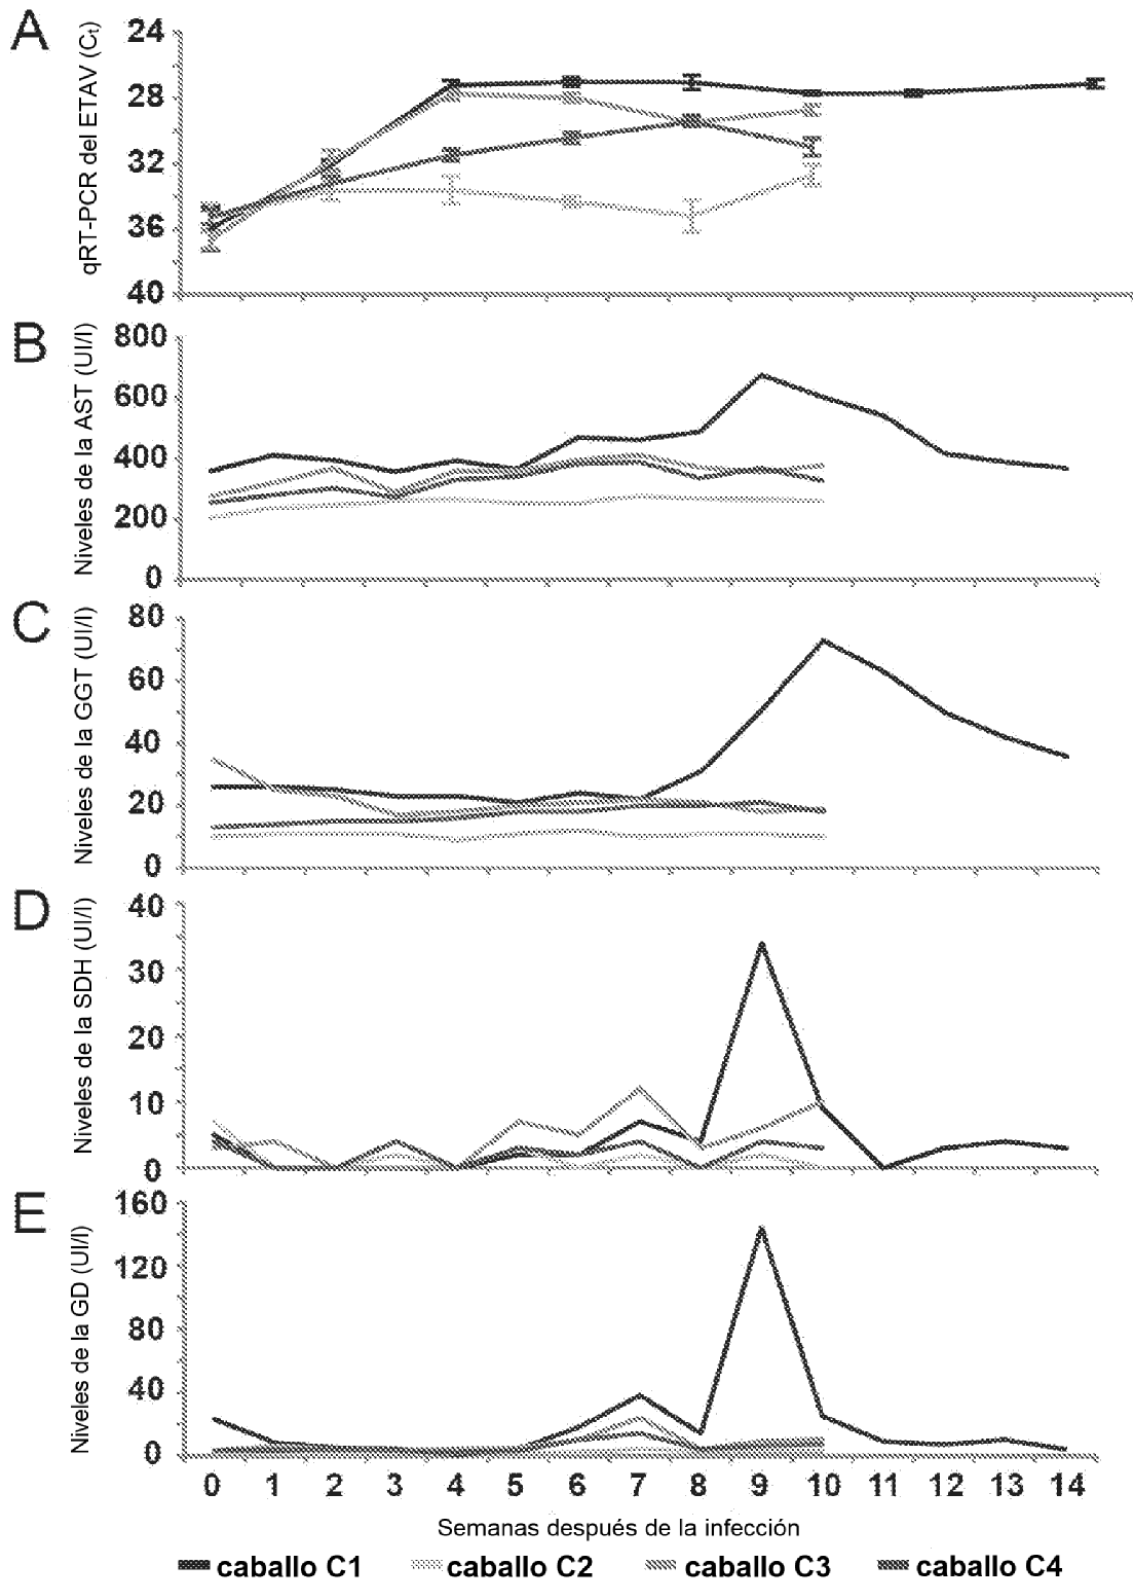 A
qRT-PCR del ETAV (Ct)
24
28
32
36
40
B
Niveles de la AST (UI/l)
800
600
400
200
0
C
Niveles de la GGT (UI/l)
80
60
40
20
0
D
Niveles de la SDH (UI/l)
40
30
20
10
0
E
Niveles de la GD (UI/l)
160
120
80
40
0
0 1 2 3 4 5 6 7 8 9 10 11 12 13 14
Semanas después de la infección
caballo C1 caballo C2 caballo C3 caballo C4